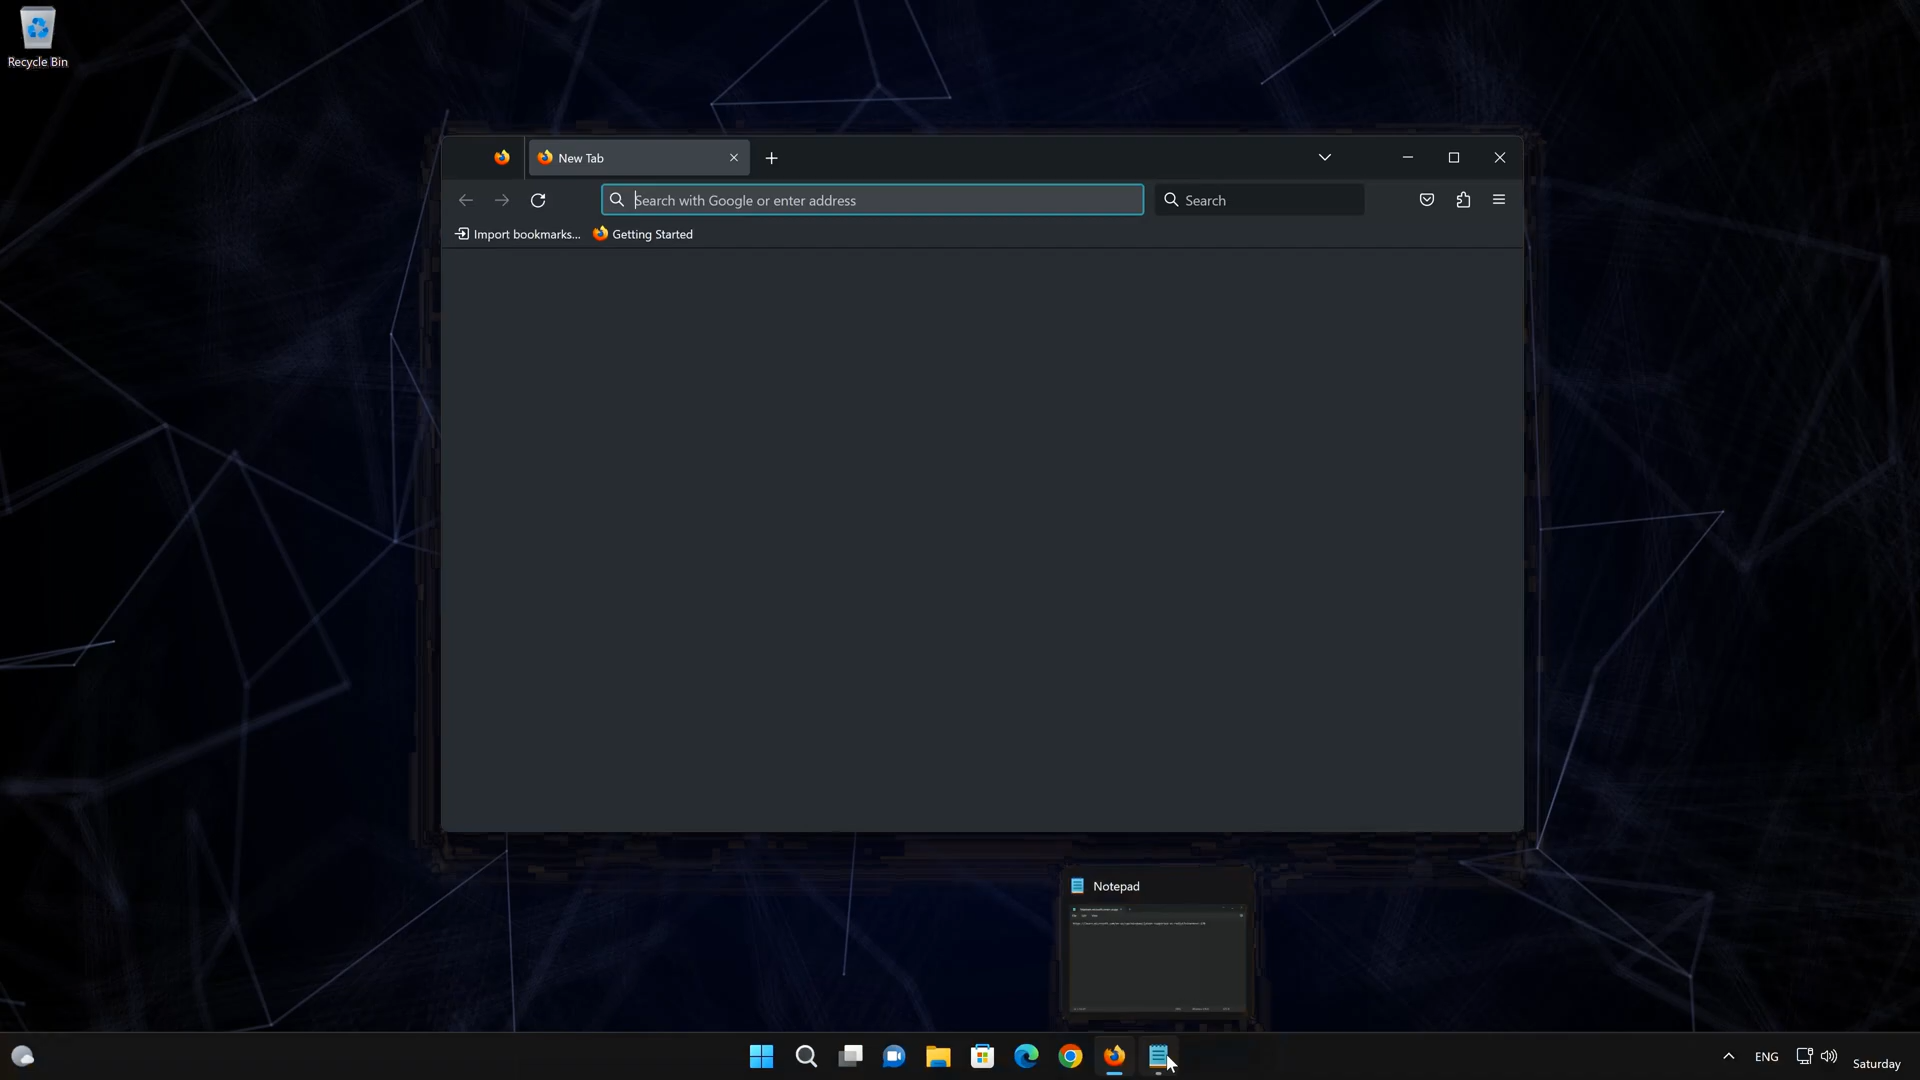 Recycle Bin
New Tab
Search with Google or enter address
Search
Import bookmarks...
Getting Started
Notepad
ENG
Saturday